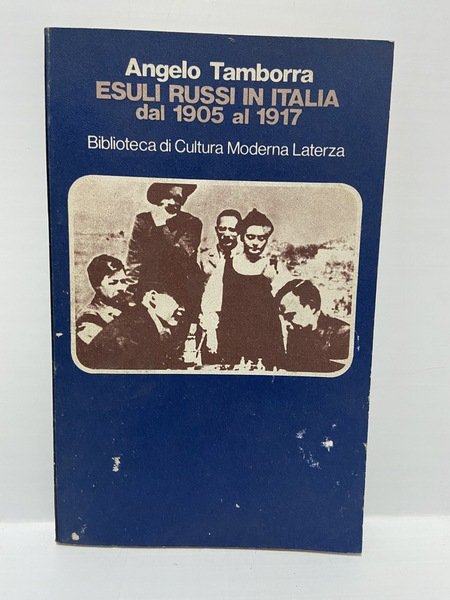 Angelo Tamborra
ESULI RUSSI IN ITALIA
dal 1905 al 1917
Biblioteca di Cultura Moderna Laterza